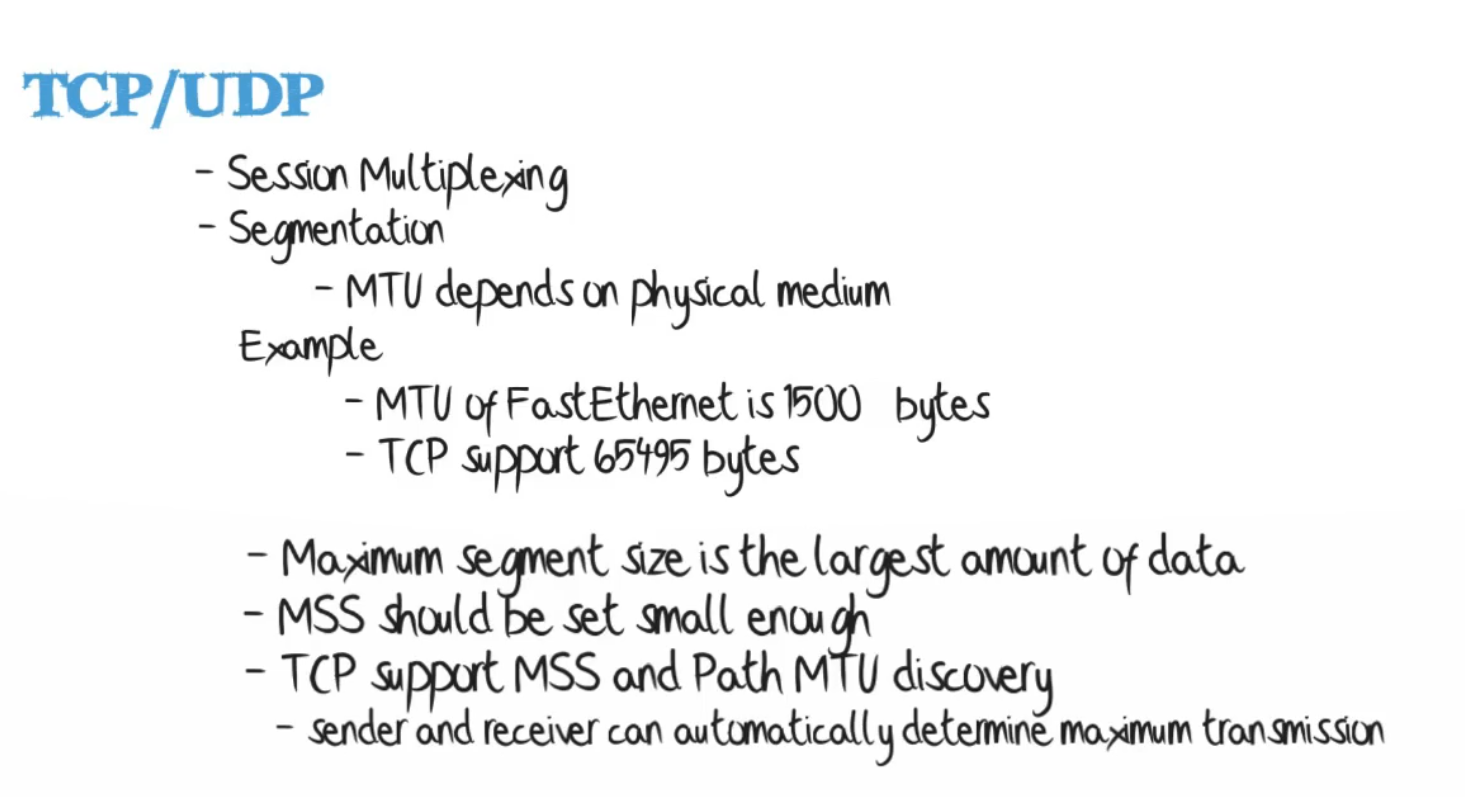 TCP/UDP
- Session Multiplexing
- Segmentation
- MTU depends on physical medium
Example
- MTU of FastEthernet is 1500 bytes
- TCP support 65495 bytes
- Maximum segment size is the largest amount of data
- MSS should be set small enough
- TCP support MSS and Path MTU discovery
- sender and receiver can automatically determine maximum transmission